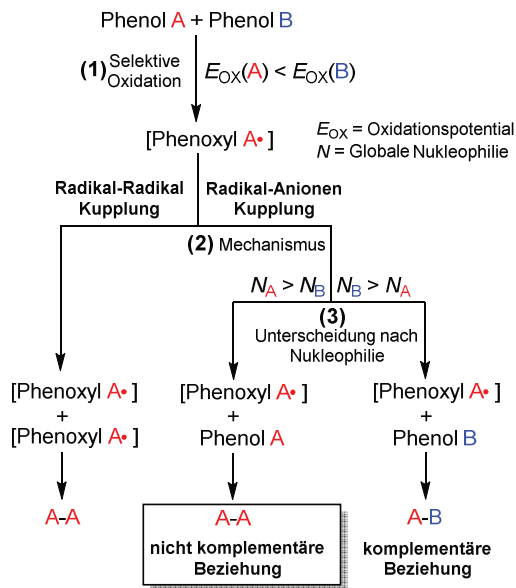 Phenol A + Phenol B
(1) Selektive
Oxidation
E_OX(A) < E_OX(B)
[Phenoxyl A•]
E_OX = Oxidationspotential
N = Globale Nukleophilie
Radikal-Radikal
Kupplung
Radikal-Anionen
Kupplung
(2) Mechanismus
N_A > N_B
N_B > N_A
(3)
Unterscheidung nach
Nukleophilie
[Phenoxyl A•]
+
[Phenoxyl A•]
A-A
[Phenoxyl A•]
+
Phenol A
A-A
nicht komplementäre
Beziehung
[Phenoxyl A•]
+
Phenol B
A-B
komplementäre
Beziehung